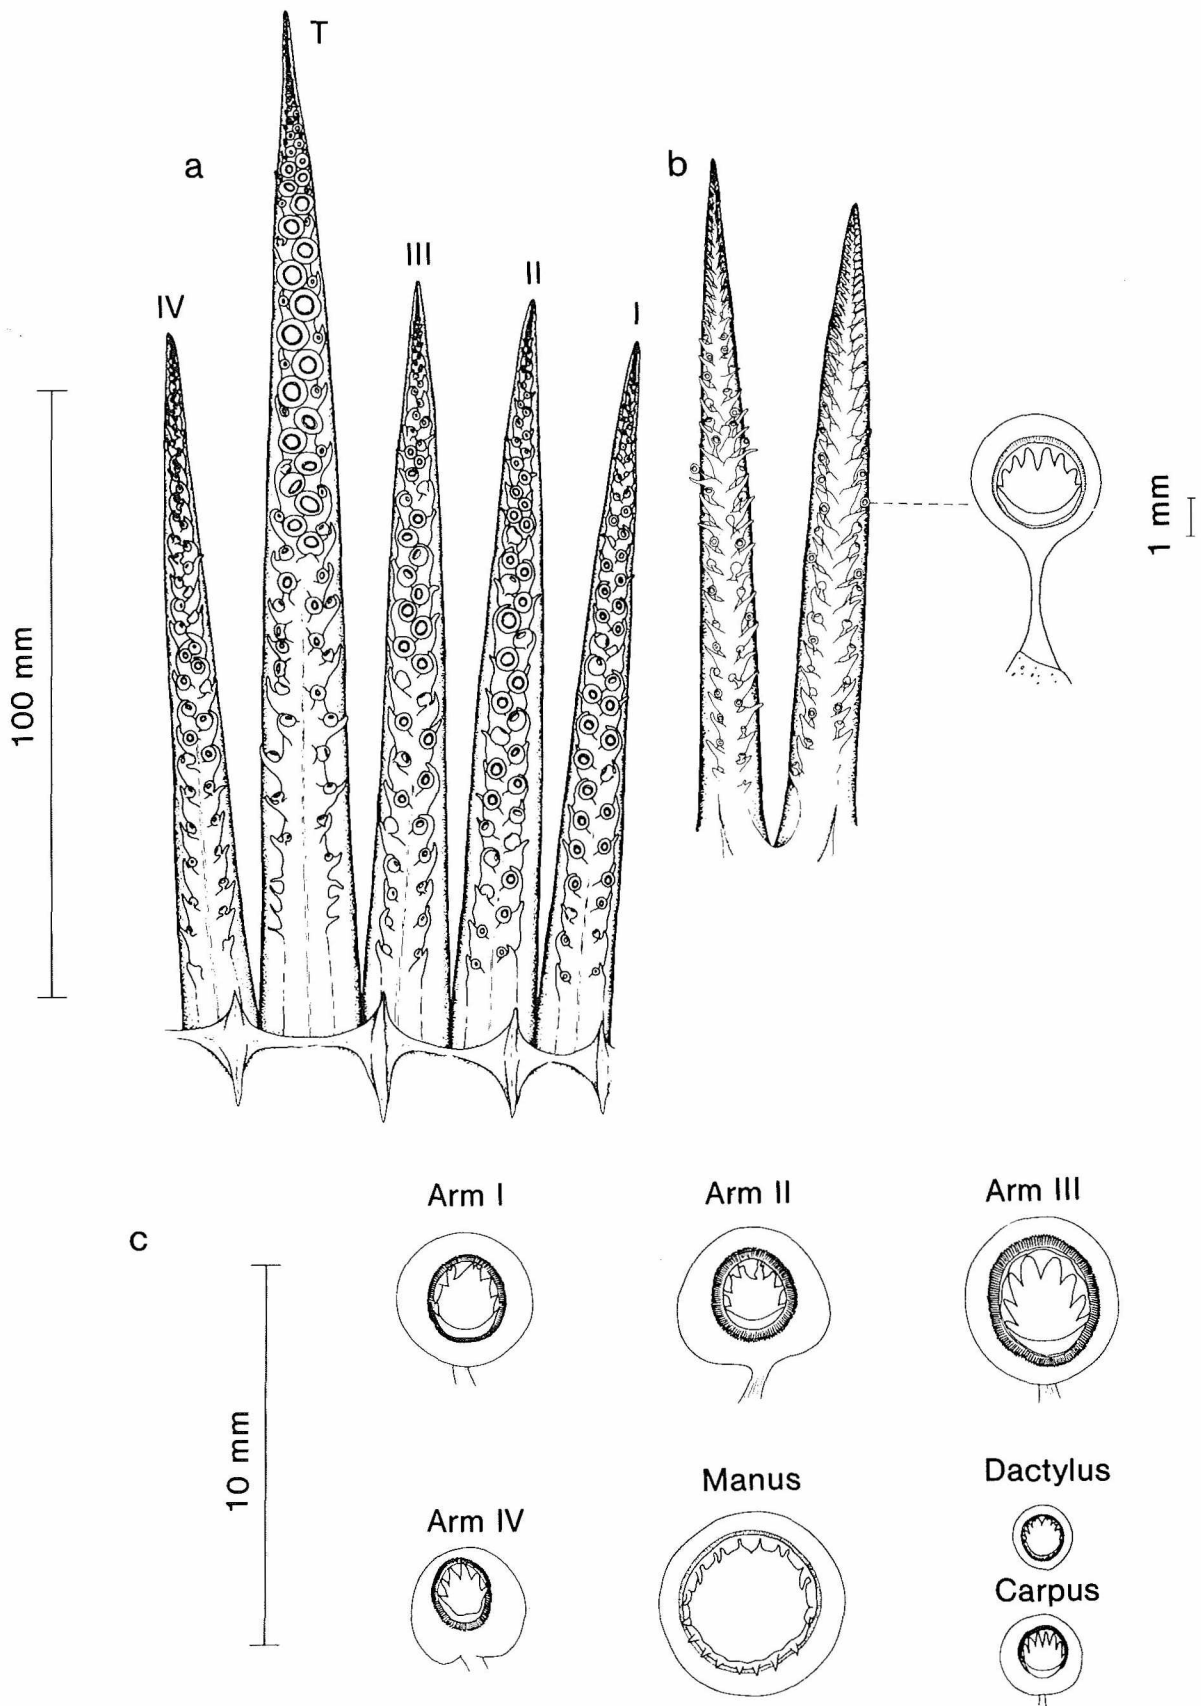 T
a
b
III
II
IV
I
100 mm
1 mm
c
Arm I
Arm II
Arm III
10 mm
Arm IV
Manus
Dactylus
Carpus